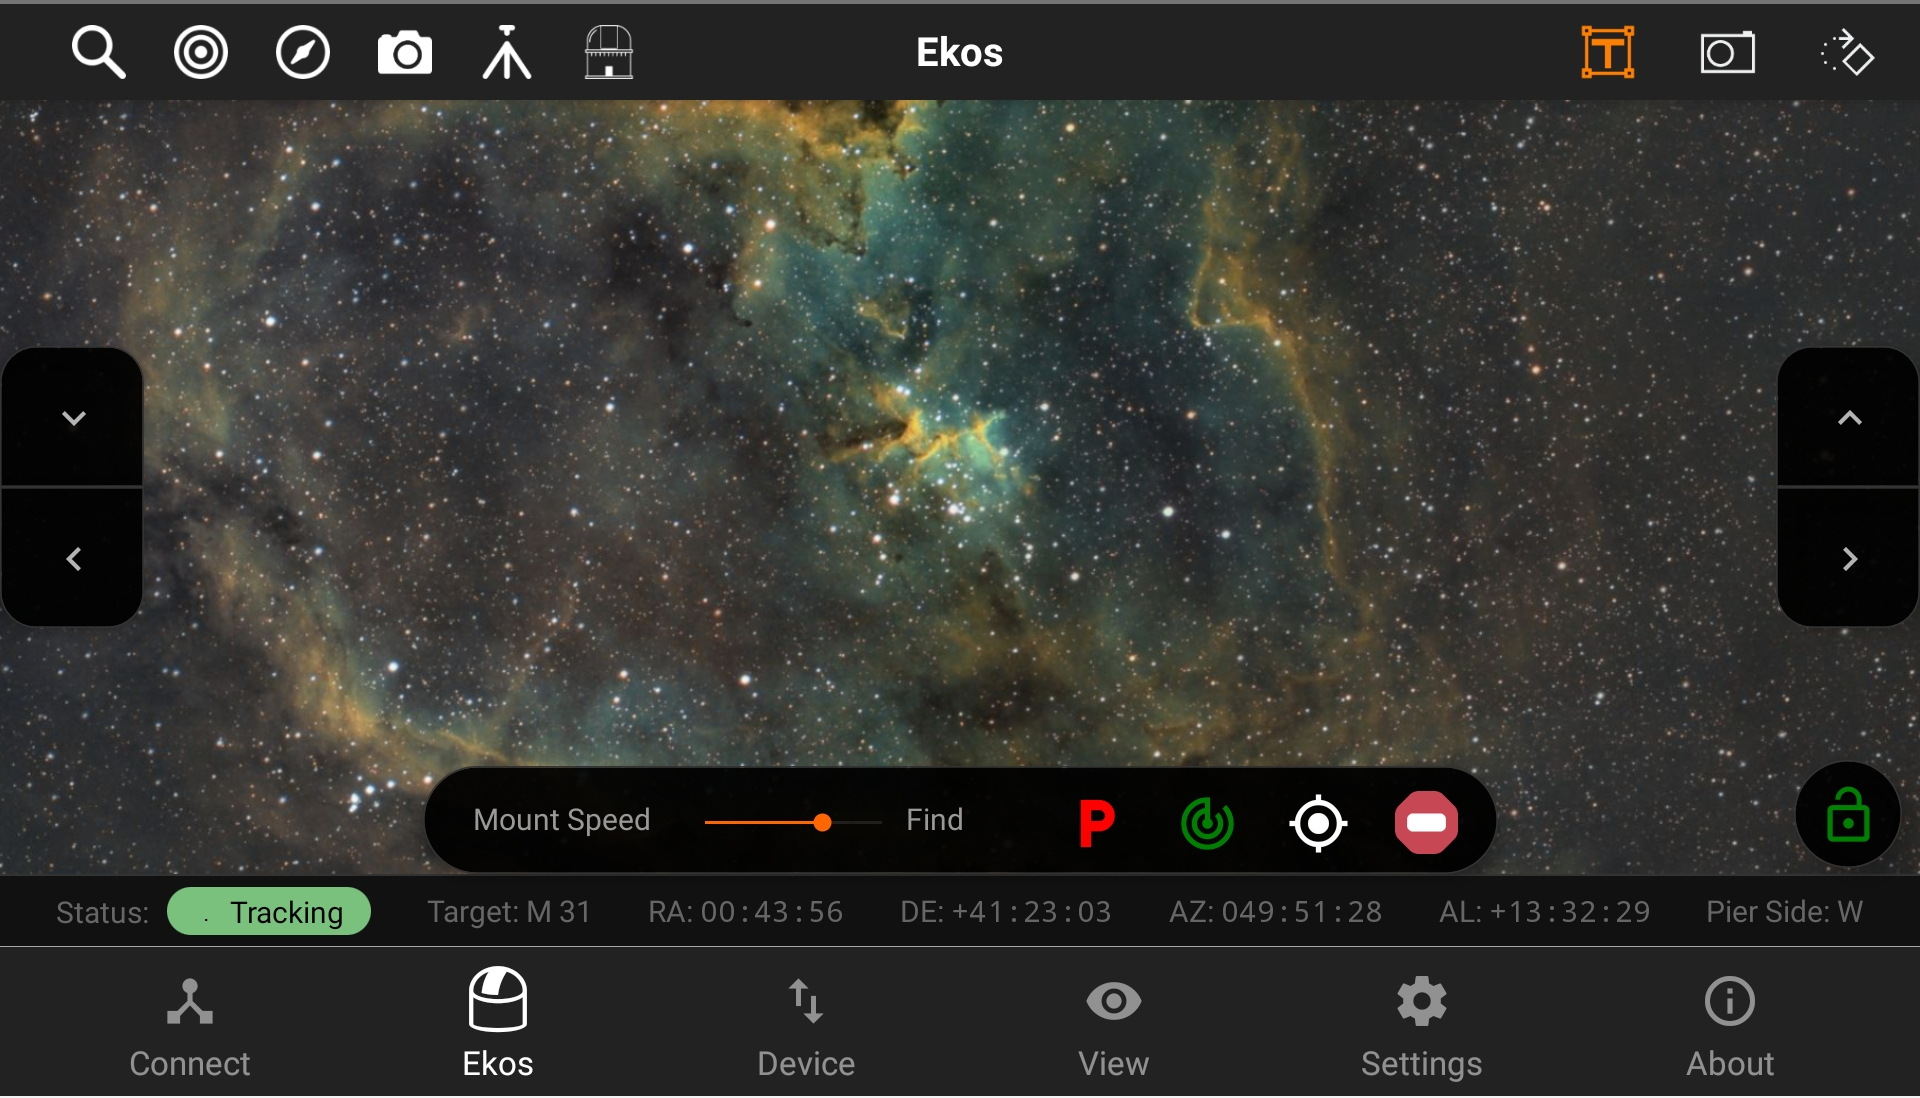 Ekos
Mount Speed Find P
Status: . Tracking Target: M 31 RA: 00:43:56 DE: +41:23:03 AZ: 049:51:28 AL: +13:32:29 Pier Side: W
Connect Ekos Device View Settings About